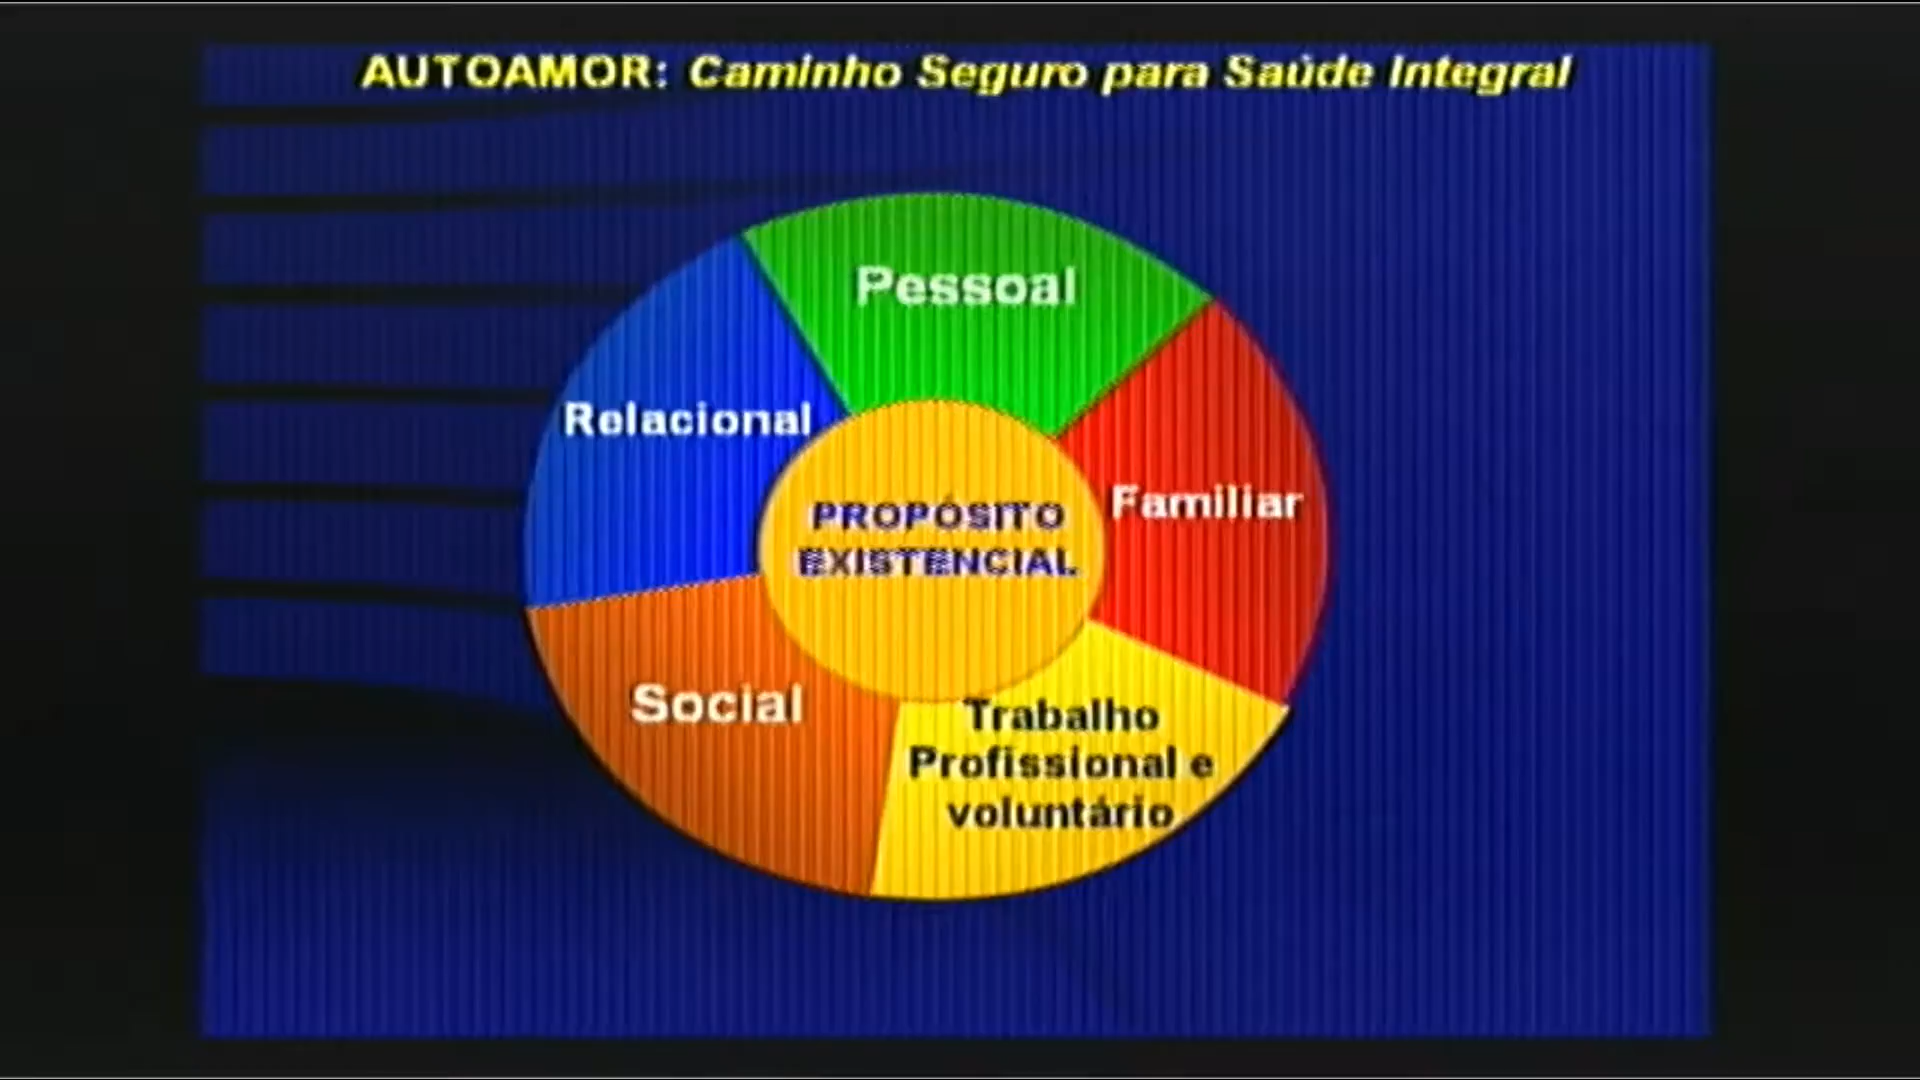 AUTOAMOR: Caminho Seguro para Saúde Integral
Pessoal
Relacional
Familiar
PROPÓSITO
EXISTENCIAL
Social
Trabalho
Profissional e
voluntário